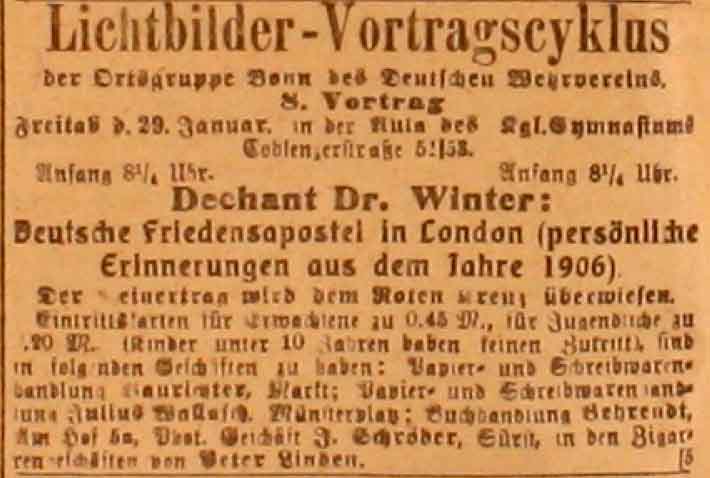 Lichtbilder-Vortragscyklus
der Ortsgruppe Bonn des Deutschen Wehrvereins.
8. Vortrag
Freitag d. 29. Januar, in der Aula des Kgl. Gymnasiums
Coblenzerstraße 51/53.
Anfang 8¼ Uhr. Anfang 8¼ Uhr.
Dechant Dr. Winter:
Deutsche Friedensapostel in London (persönliche
Erinnerungen aus dem Jahre 1906).
Der Reinertrag wird dem Roten Kreuz überwiesen.
Eintrittskarten für Erwachsene zu 0.45 M., für Jugendliche zu
.20 M. (Kinder unter 10 Jahren haben keinen Zutritt), sind
in folgenden Geschäften zu haben: Papier- und Schreibwaren-
handlung Markt; Papier- und Schreibwarenhand-
lung Julius Wallasch, Münsterplatz; Buchhandlung Behrendt,
Am Hof 5a, Phot. Geschäft J. Schröder, Sürst, in den Zigar-
rengeschäften von Peter Linden. [5